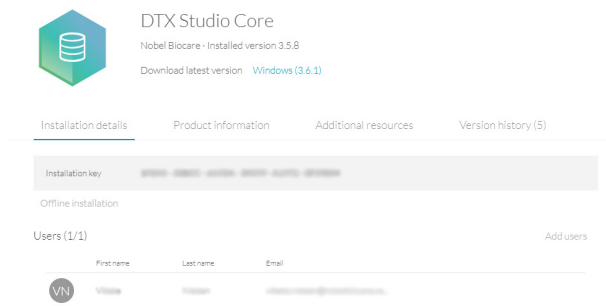 DTX Studio Core
Nobel Biocare - Installed version 3.5.8
Download latest version Windows (3.6.1)
Installation details Product information Additional resources Version history (5)
Installation key
Offline installation
Users (1/1) Add users
First name Last name Email
VN